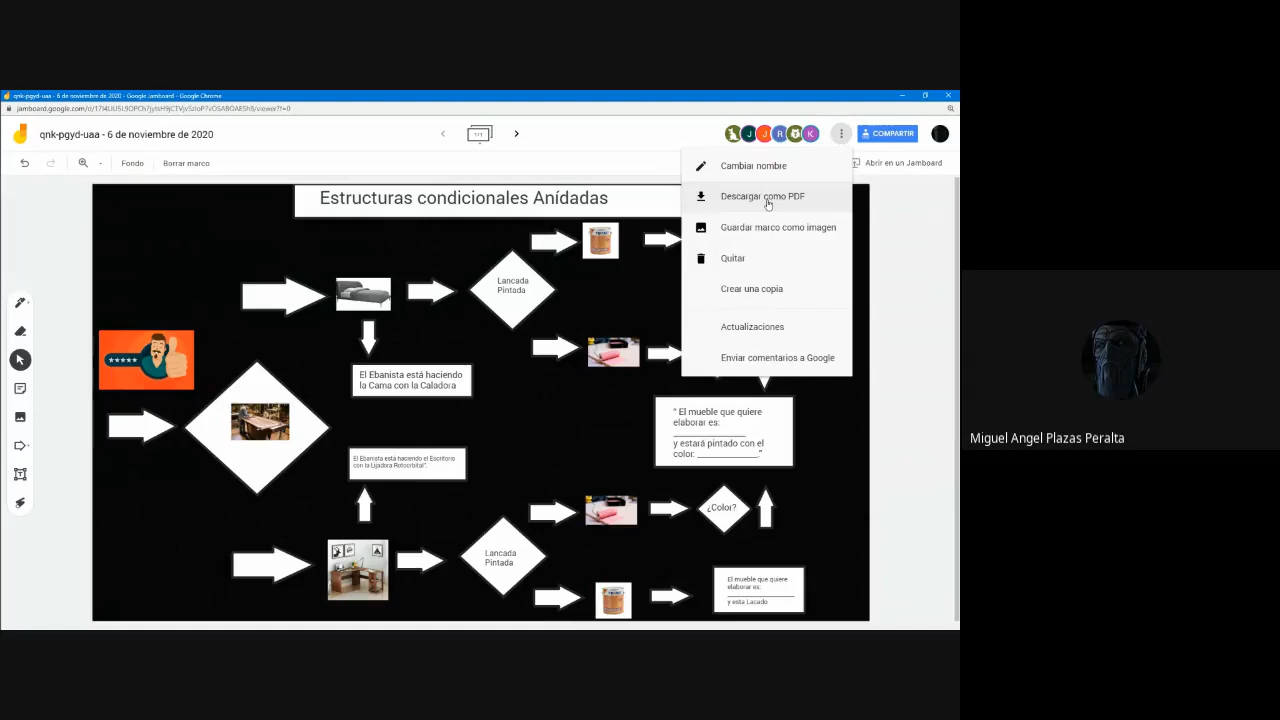 qnk-pgyd-uaa - 6 de noviembre de 2020 - Google Jamboard - Google Chrome
qnk-pgyd-uaa - 6 de noviembre de 2020
1/1
J
J
R
K
COMPARTIR
Fondo
Borrar marco
Abrir en un Jamboard
Cambiar nombre
Descargar como PDF
Guardar marco como imagen
Quitar
Crear una copia
Actualizaciones
Enviar comentarios a Google
Estructuras condicionales Anídadas
Lancada
Pintada
El Ebanista está haciendo
la Cama con la Caladora
" El mueble que quiere
elaborar es:
_______________
y estará pintado con el
color: _____________."
El Ebanista está haciendo el Escritorio
con la Lijadora Rotoorbital".
¿Color?
Lancada
Pintada
El mueble que quiere
elaborar es:
_______________
y esta Lacado
Miguel Angel Plazas Peralta